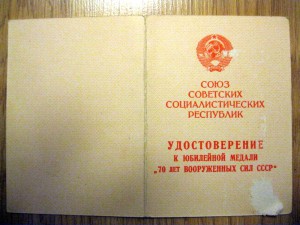 СОЮЗ
СОВЕТСКИХ
СОЦИАЛИСТИЧЕСКИХ
РЕСПУБЛИК
УДОСТОВЕРЕНИЕ
К ЮБИЛЕЙНОЙ МЕДАЛИ
„70 ЛЕТ ВООРУЖЕННЫХ СИЛ СССР“